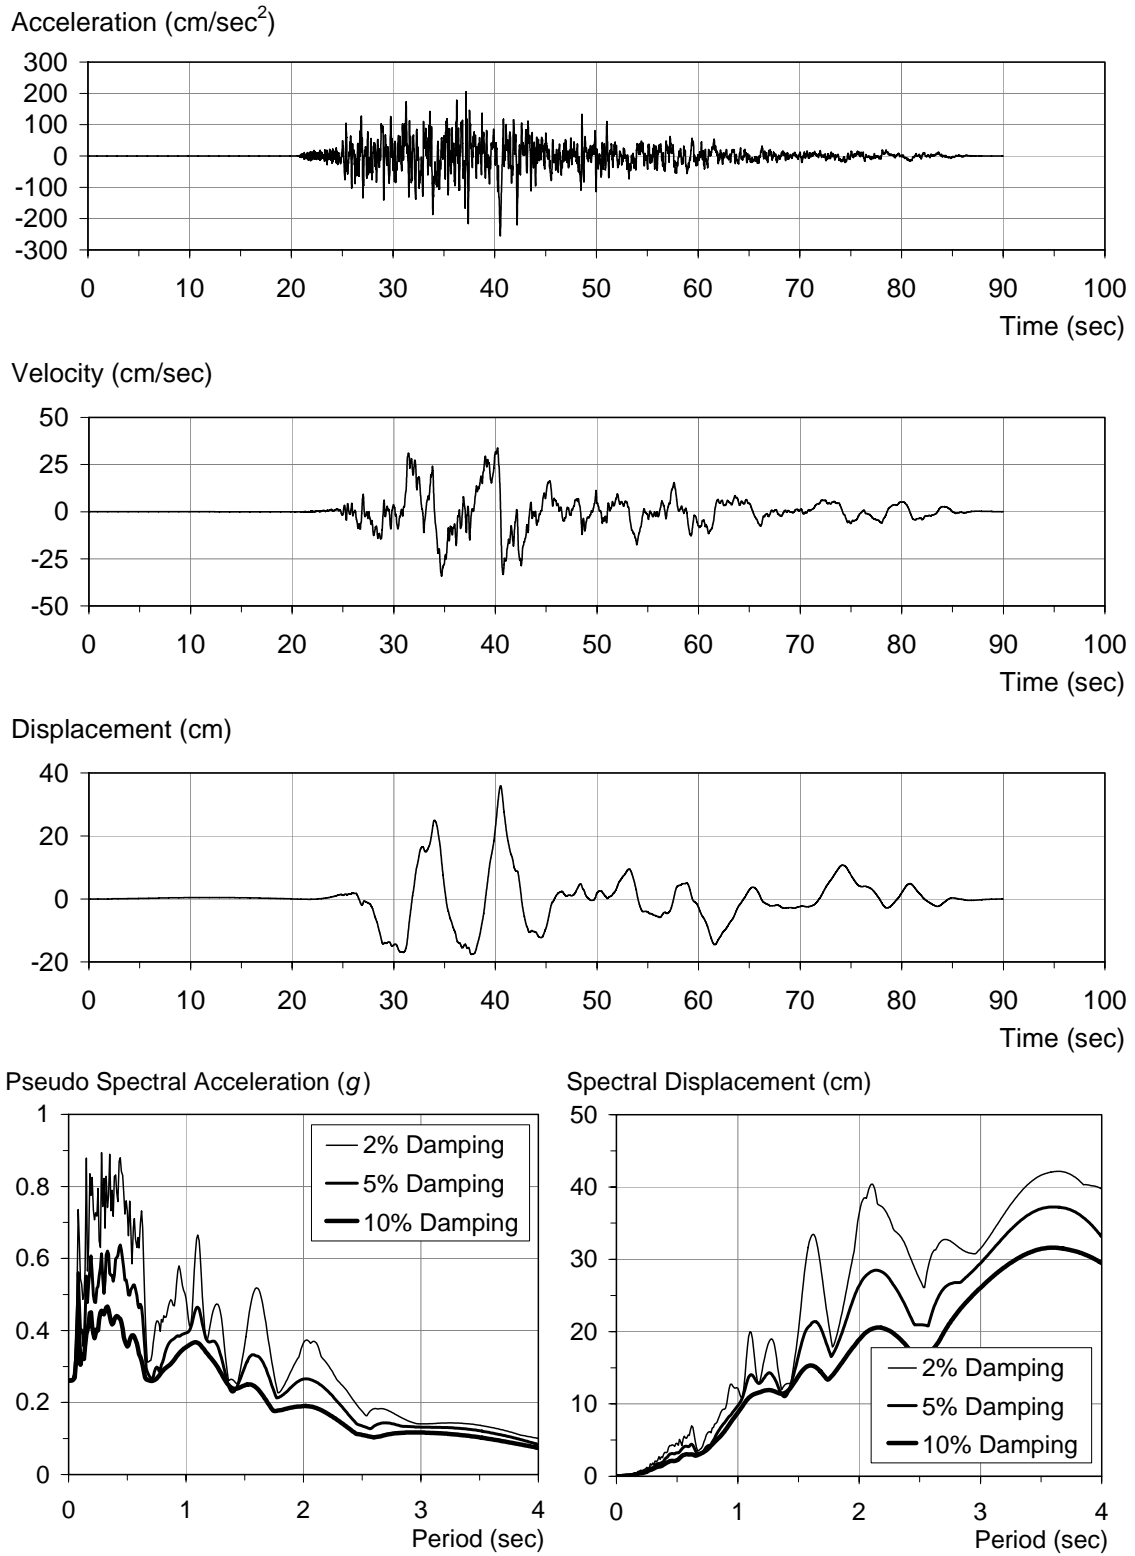 Acceleration (cm/sec²)
300
200
100
0
-100
-200
-300
0 10 20 30 40 50 60 70 80 90 100
Time (sec)
Velocity (cm/sec)
50
25
0
-25
-50
0 10 20 30 40 50 60 70 80 90 100
Time (sec)
Displacement (cm)
40
20
0
-20
0 10 20 30 40 50 60 70 80 90 100
Time (sec)
Pseudo Spectral Acceleration (g)
1
0.8
0.6
0.4
0.2
0
2% Damping
5% Damping
10% Damping
0 1 2 3 4
Period (sec)
Spectral Displacement (cm)
50
40
30
20
10
0
2% Damping
5% Damping
10% Damping
0 1 2 3 4
Period (sec)